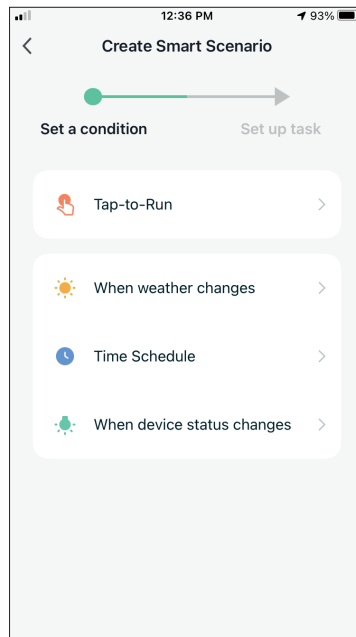 12:36 PM 93%
Create Smart Scenario
Set a condition Set up task
Tap-to-Run
When weather changes
Time Schedule
When device status changes